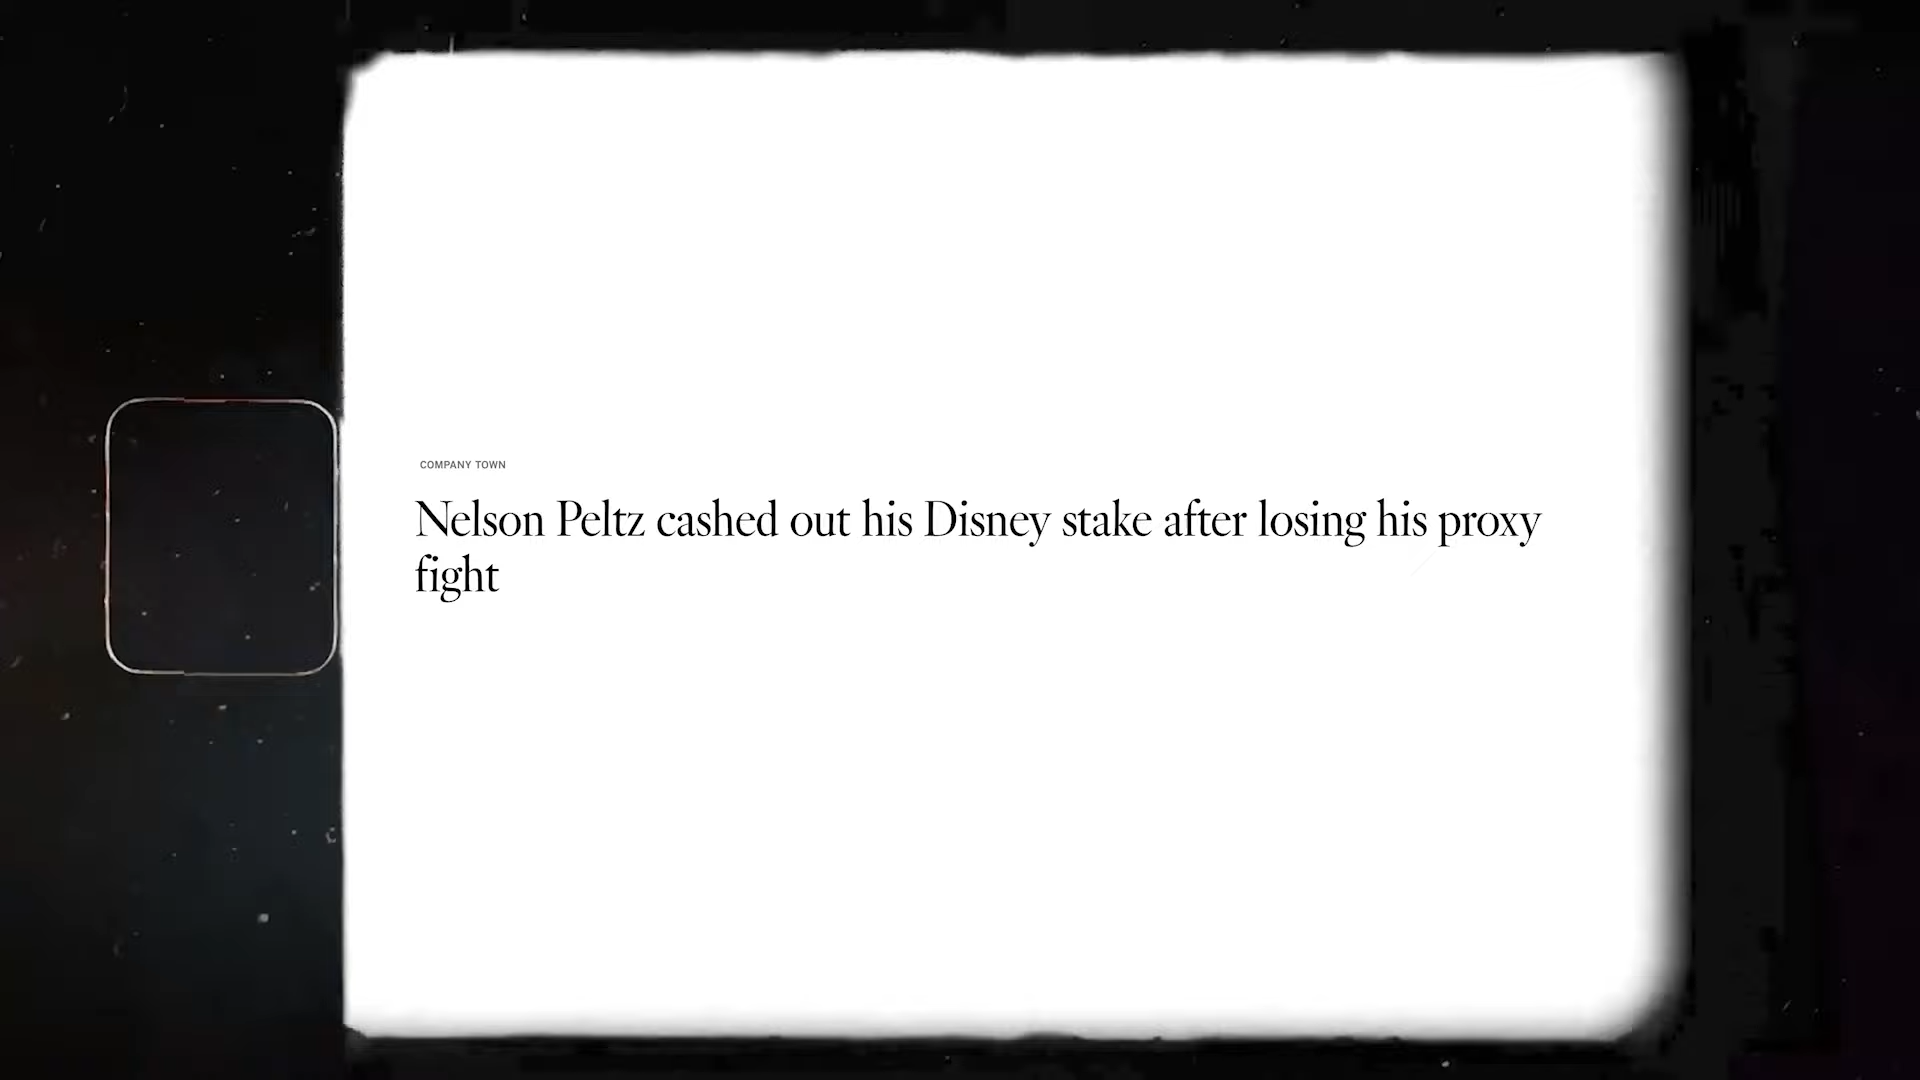 COMPANY TOWN
Nelson Peltz cashed out his Disney stake after losing his proxy
fight